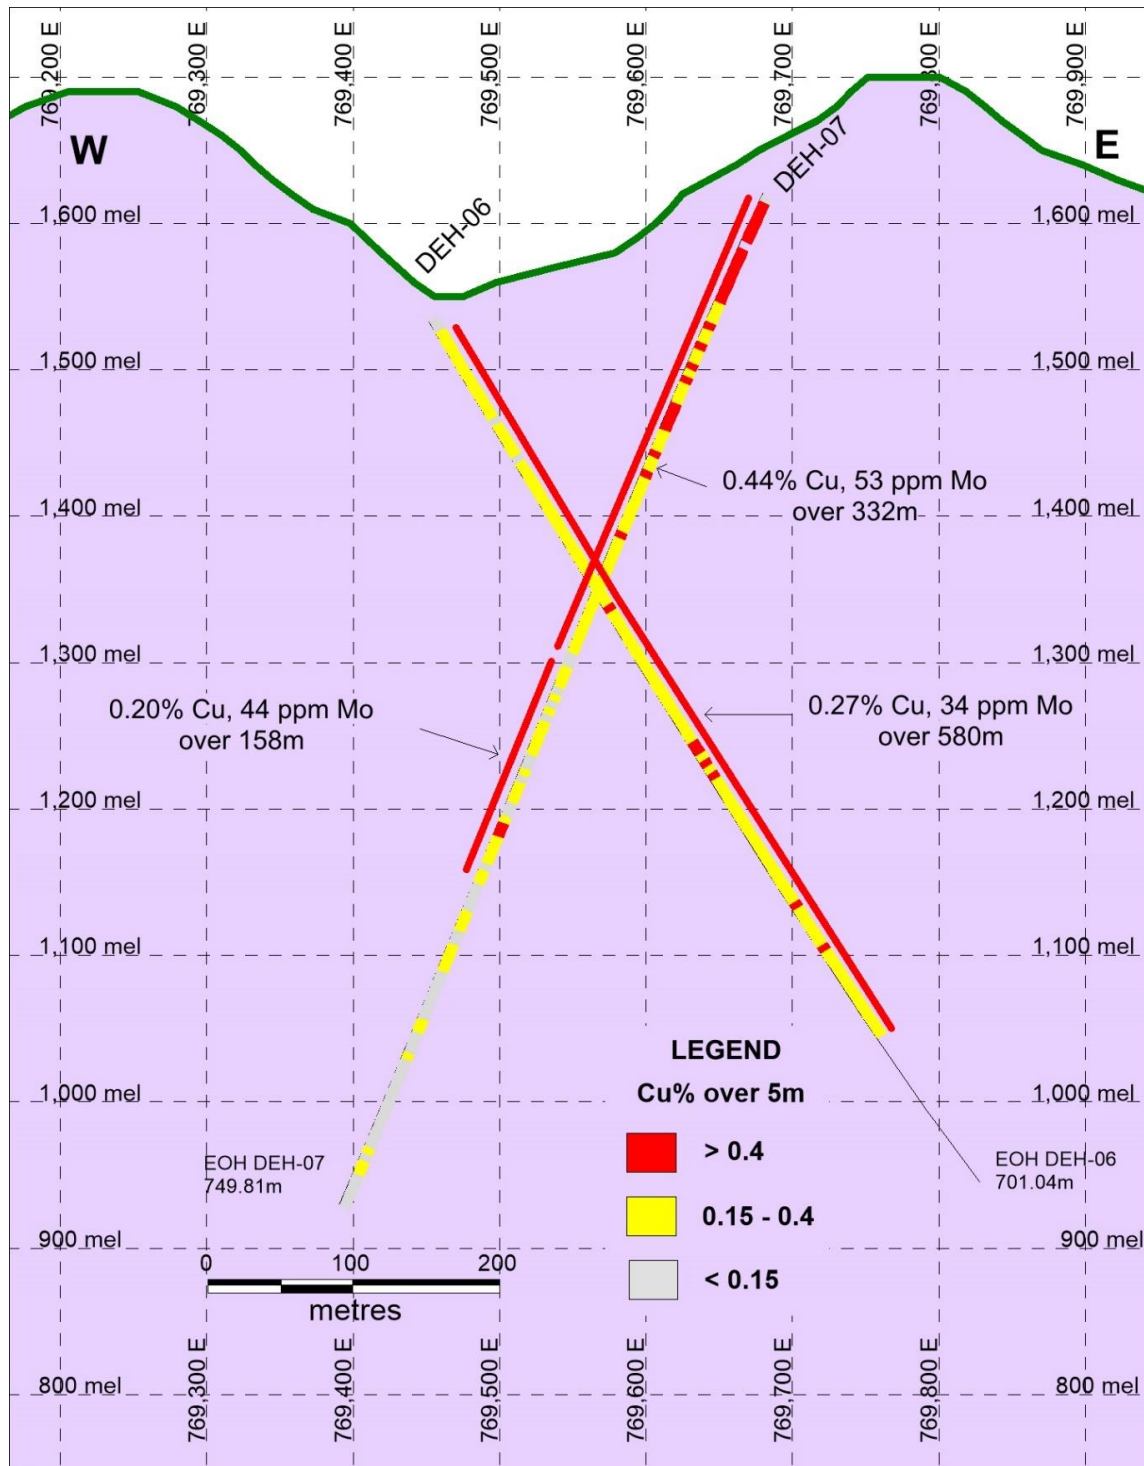 769,200 E
769,300 E
769,400 E
769,500 E
769,600 E
769,700 E
769,800 E
769,900 E
W
E
DEH-06
DEH-07
1,600 mel
1,600 mel
1,500 mel
1,500 mel
0.44% Cu, 53 ppm Mo
over 332m
1,400 mel
1,400 mel
1,300 mel
1,300 mel
0.20% Cu, 44 ppm Mo
over 158m
0.27% Cu, 34 ppm Mo
over 580m
1,200 mel
1,200 mel
1,100 mel
1,100 mel
LEGEND
Cu% over 5m
> 0.4
0.15 - 0.4
< 0.15
1,000 mel
1,000 mel
EOH DEH-07
749.81m
EOH DEH-06
701.04m
900 mel
900 mel
0 100 200
metres
769,300 E
769,400 E
769,500 E
769,600 E
769,700 E
769,800 E
800 mel
800 mel